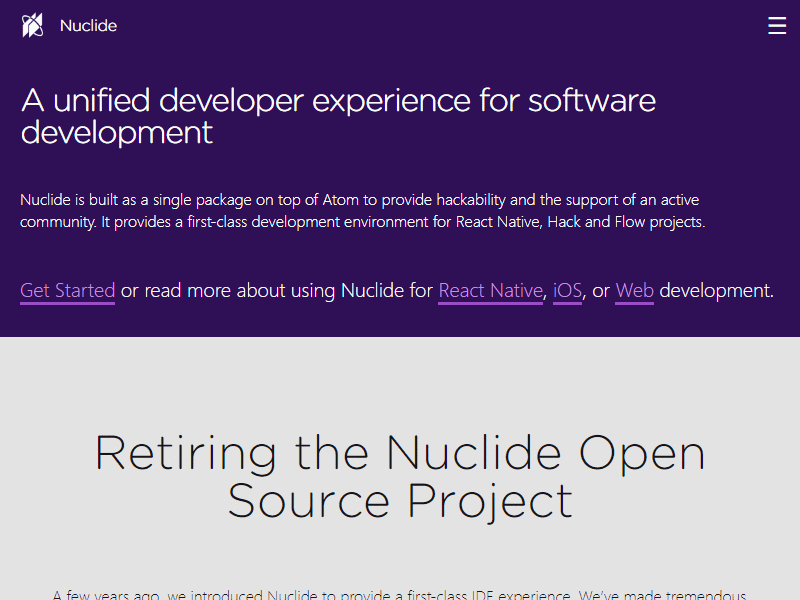 Nuclide
A unified developer experience for software
development
Nuclide is built as a single package on top of Atom to provide hackability and the support of an active
community. It provides a first-class development environment for React Native, Hack and Flow projects.
Get Started or read more about using Nuclide for React Native, iOS, or Web development.
Retiring the Nuclide Open
Source Project
A few years ago, we introduced Nuclide to provide a first-class IDE experience. We've made tremendous